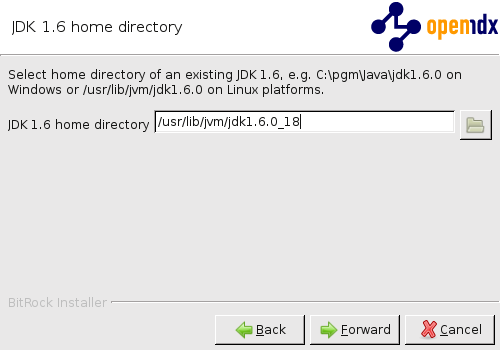 JDK 1.6 home directory
openmdx
Select home directory of an existing JDK 1.6, e.g. C:\pgm\Java\jdk1.6.0 on
Windows or /usr/lib/jvm/jdk1.6.0 on Linux platforms.
JDK 1.6 home directory /usr/lib/jvm/jdk1.6.0_18
BitRock Installer
Back Forward Cancel